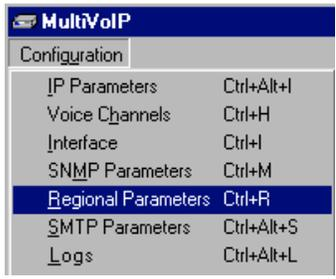 MultiVoIP
Configuration
IP Parameters Ctrl+Alt+I
Voice Channels Ctrl+H
Interface Ctrl+I
SNMP Parameters Ctrl+M
Regional Parameters Ctrl+R
SMTP Parameters Ctrl+Alt+S
Logs Ctrl+Alt+L